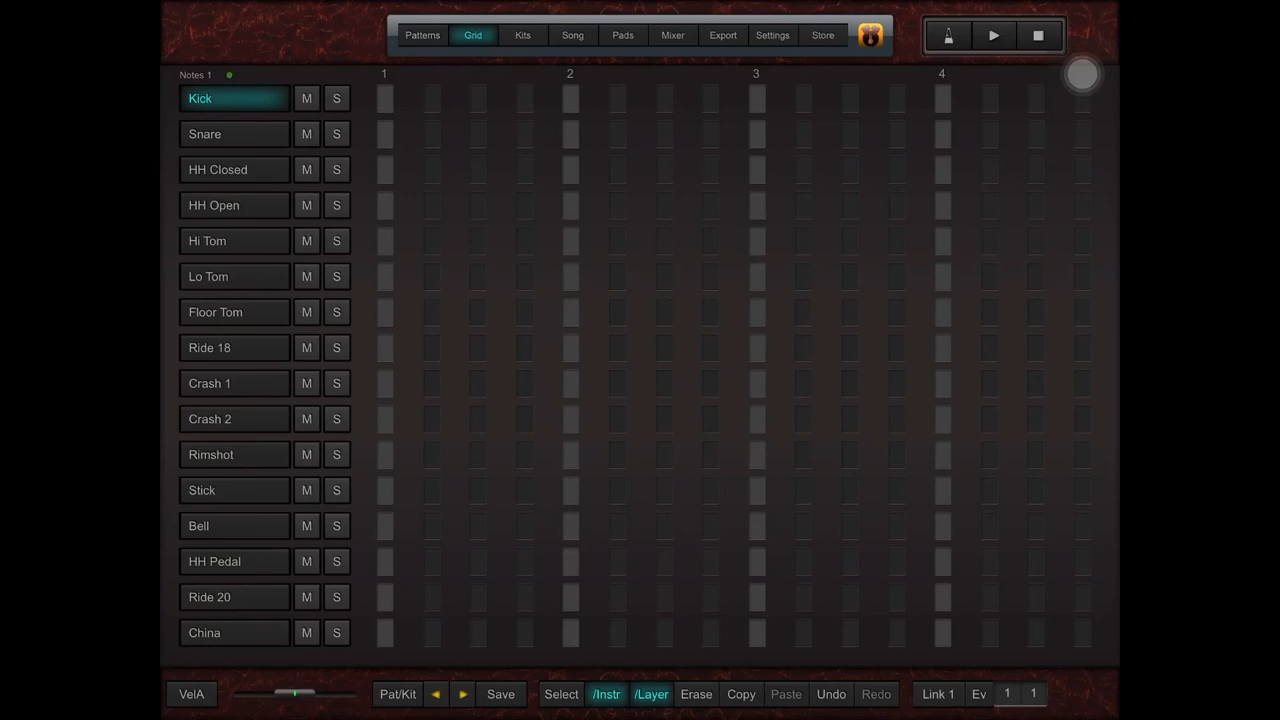 Patterns Grid Kits Song Pads Mixer Export Settings Store
Notes 1 1 2 3 4
Kick M S
Snare M S
HH Closed M S
HH Open M S
Hi Tom M S
Lo Tom M S
Floor Tom M S
Ride 18 M S
Crash 1 M S
Crash 2 M S
Rimshot M S
Stick M S
Bell M S
HH Pedal M S
Ride 20 M S
China M S
VelA Pat/Kit Save Select /Instr /Layer Erase Copy Paste Undo Redo Link 1 Ev 1 1